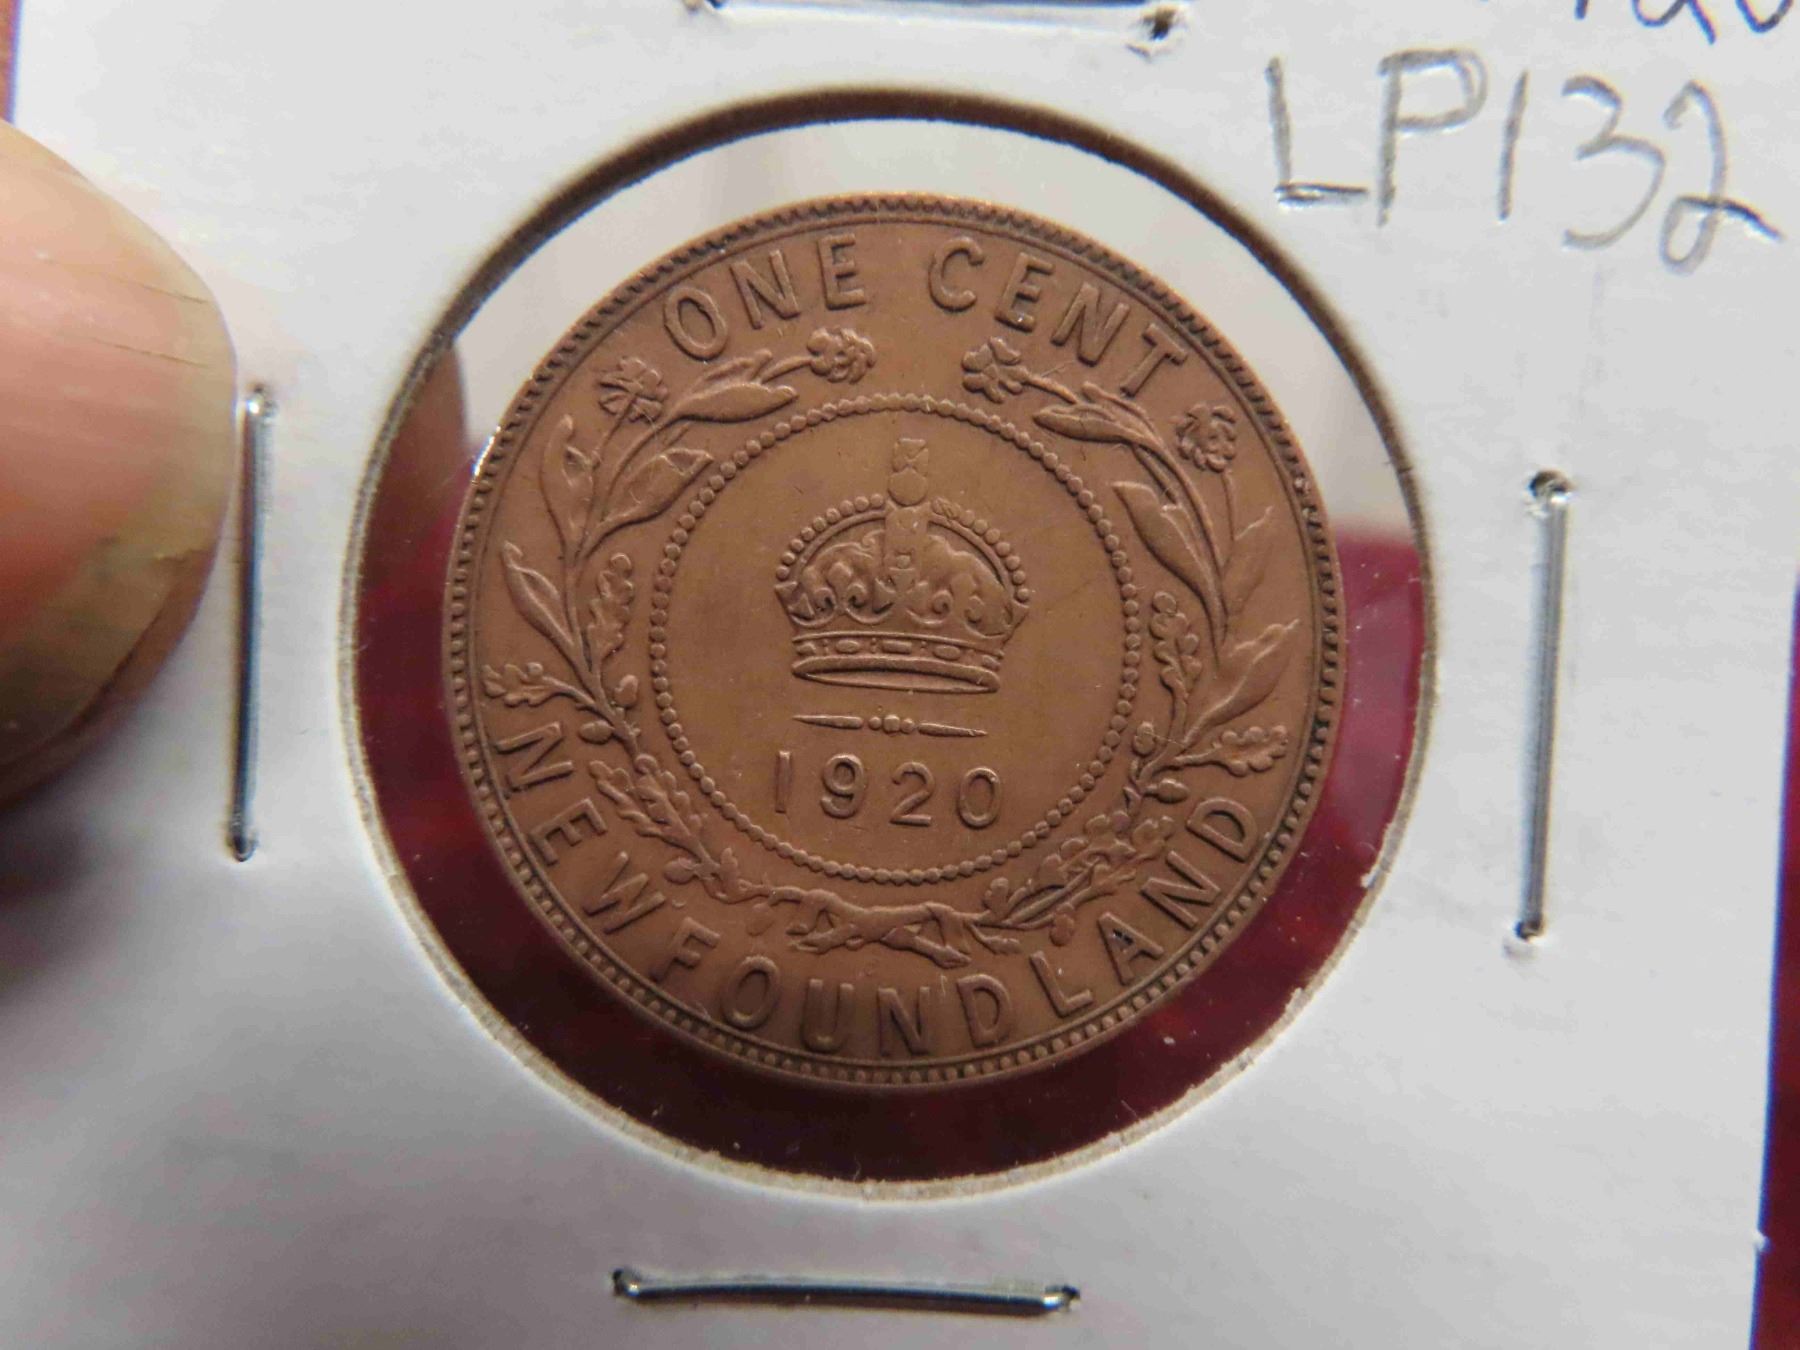 LP132
ONE CENT
1920
NEWFOUNDLAND